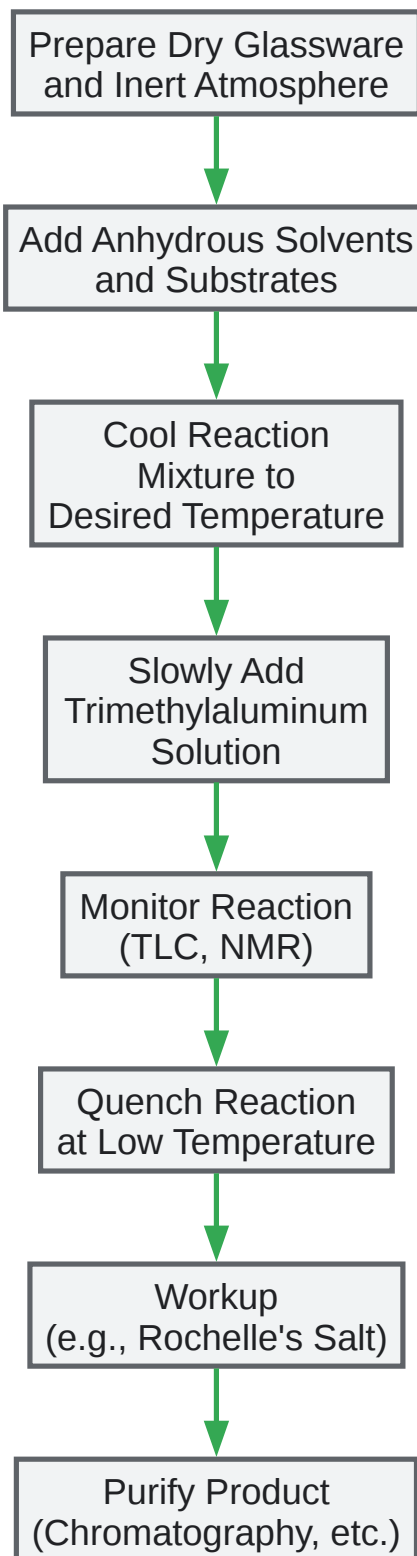 Prepare Dry Glassware
and Inert Atmosphere
Add Anhydrous Solvents
and Substrates
Cool Reaction
Mixture to
Desired Temperature
Slowly Add
Trimethylaluminum
Solution
Monitor Reaction
(TLC, NMR)
Quench Reaction
at Low Temperature
Workup
(e.g., Rochelle's Salt)
Purify Product
(Chromatography, etc.)